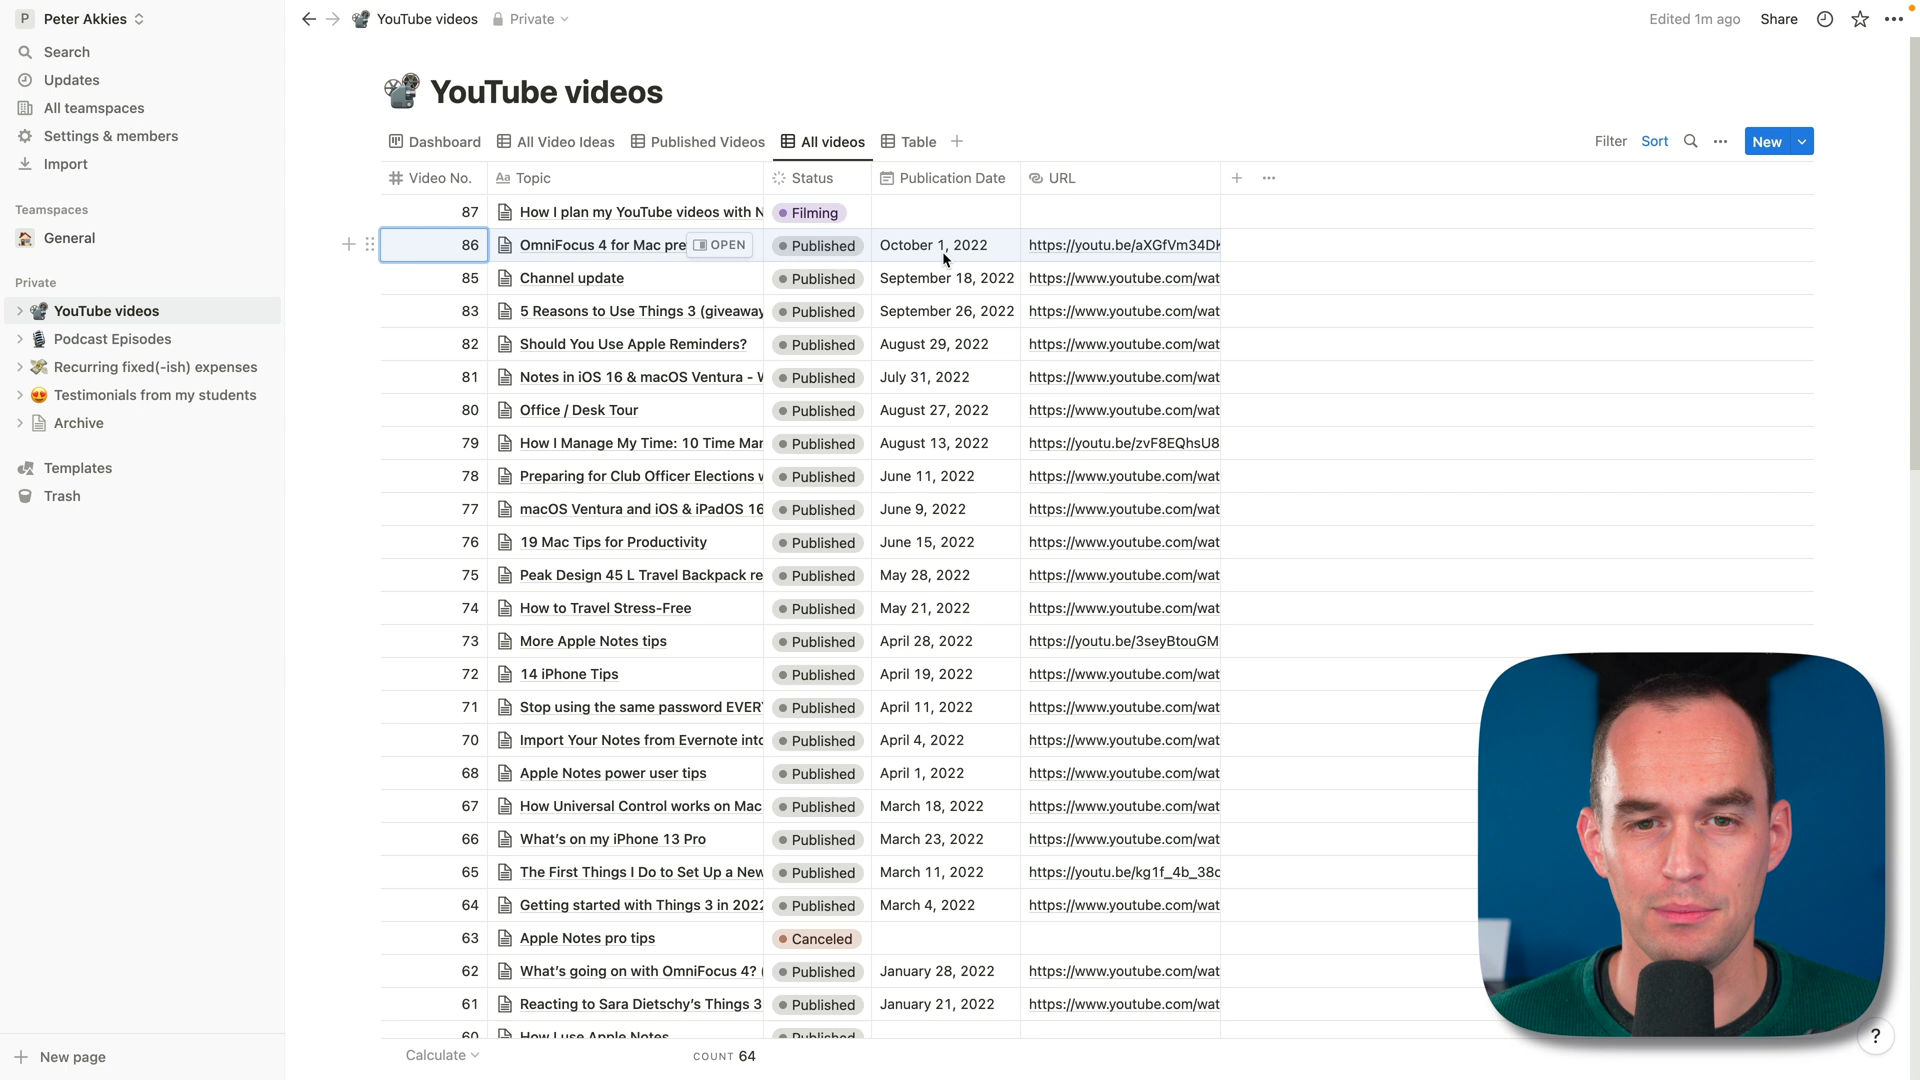 P Peter Akkies
Search
Updates
All teamspaces
Settings & members
Import
Teamspaces
General
Private
YouTube videos
Podcast Episodes
Recurring fixed(-ish) expenses
Testimonials from my students
Archive
Templates
Trash
New page
YouTube videos Private
Edited 1m ago Share
YouTube videos
Dashboard All Video Ideas Published Videos All videos Table
Filter Sort New
Video No. Aa Topic Status Publication Date URL
87 How I plan my YouTube videos with N Filming
86 OmniFocus 4 for Mac pre OPEN Published October 1, 2022 https://youtu.be/aXGfVm34Dk
85 Channel update Published September 18, 2022 https://www.youtube.com/wat
83 5 Reasons to Use Things 3 (giveaway Published September 26, 2022 https://www.youtube.com/wat
82 Should You Use Apple Reminders? Published August 29, 2022 https://www.youtube.com/wat
81 Notes in iOS 16 & macOS Ventura - W Published July 31, 2022 https://www.youtube.com/wat
80 Office / Desk Tour Published August 27, 2022 https://www.youtube.com/wat
79 How I Manage My Time: 10 Time Mar Published August 13, 2022 https://youtu.be/zvF8EQhsU8
78 Preparing for Club Officer Elections w Published June 11, 2022 https://www.youtube.com/wat
77 macOS Ventura and iOS & iPadOS 16 Published June 9, 2022 https://www.youtube.com/wat
76 19 Mac Tips for Productivity Published June 15, 2022 https://www.youtube.com/wat
75 Peak Design 45 L Travel Backpack re Published May 28, 2022 https://www.youtube.com/wat
74 How to Travel Stress-Free Published May 21, 2022 https://www.youtube.com/wat
73 More Apple Notes tips Published April 28, 2022 https://youtu.be/3seyBtouGM
72 14 iPhone Tips Published April 19, 2022 https://www.youtube.com/wat
71 Stop using the same password EVERY Published April 11, 2022 https://www.youtube.com/wat
70 Import Your Notes from Evernote into Published April 4, 2022 https://www.youtube.com/wat
68 Apple Notes power user tips Published April 1, 2022 https://www.youtube.com/wat
67 How Universal Control works on Mac Published March 18, 2022 https://www.youtube.com/wat
66 What's on my iPhone 13 Pro Published March 23, 2022 https://www.youtube.com/wat
65 The First Things I Do to Set Up a New Published March 11, 2022 https://youtu.be/kg1f_4b_38c
64 Getting started with Things 3 in 2022 Published March 4, 2022 https://www.youtube.com/wat
63 Apple Notes pro tips Canceled
62 What's going on with OmniFocus 4? ( Published January 28, 2022 https://www.youtube.com/wat
61 Reacting to Sara Dietschy's Things 3 Published January 21, 2022 https://www.youtube.com/wat
60 How I use Apple Notes Published
Calculate COUNT 64
?